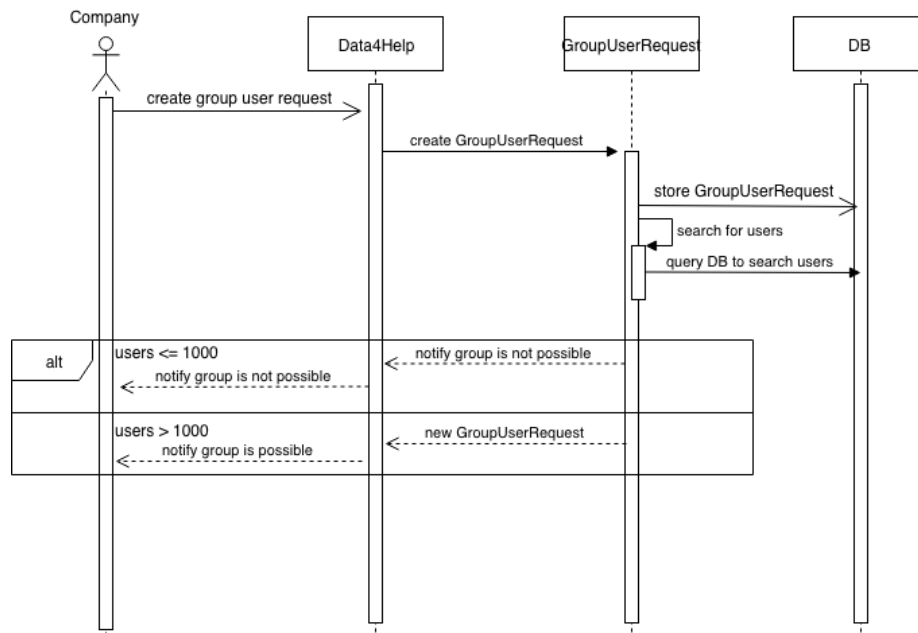 Company
Data4Help
GroupUserRequest
DB
create group user request
create GroupUserRequest
store GroupUserRequest
search for users
query DB to search users
alt
users <= 1000
notify group is not possible
notify group is not possible
users > 1000
new GroupUserRequest
notify group is possible